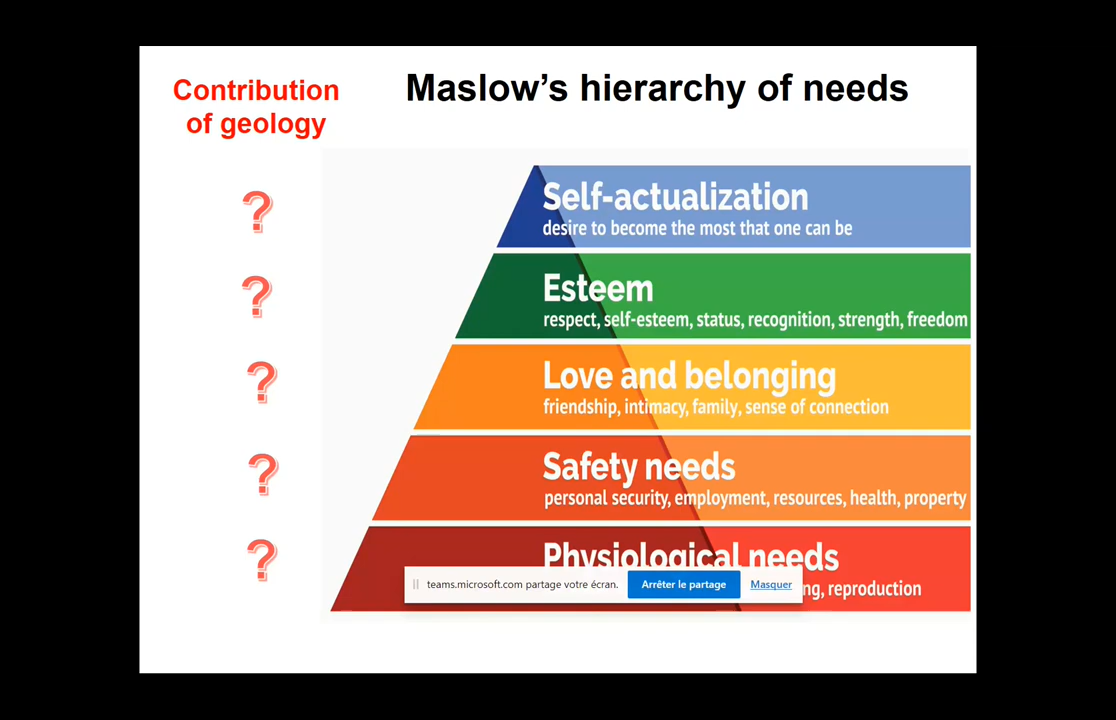 Contribution
of geology
Maslow's hierarchy of needs
?
Self-actualization
desire to become the most that one can be
?
Esteem
respect, self-esteem, status, recognition, strength, freedom
?
Love and belonging
friendship, intimacy, family, sense of connection
?
Safety needs
personal security, employment, resources, health, property
?
Physiological needs
reproduction
teams.microsoft.com partage votre écran.
Arrêter le partage
Masquer